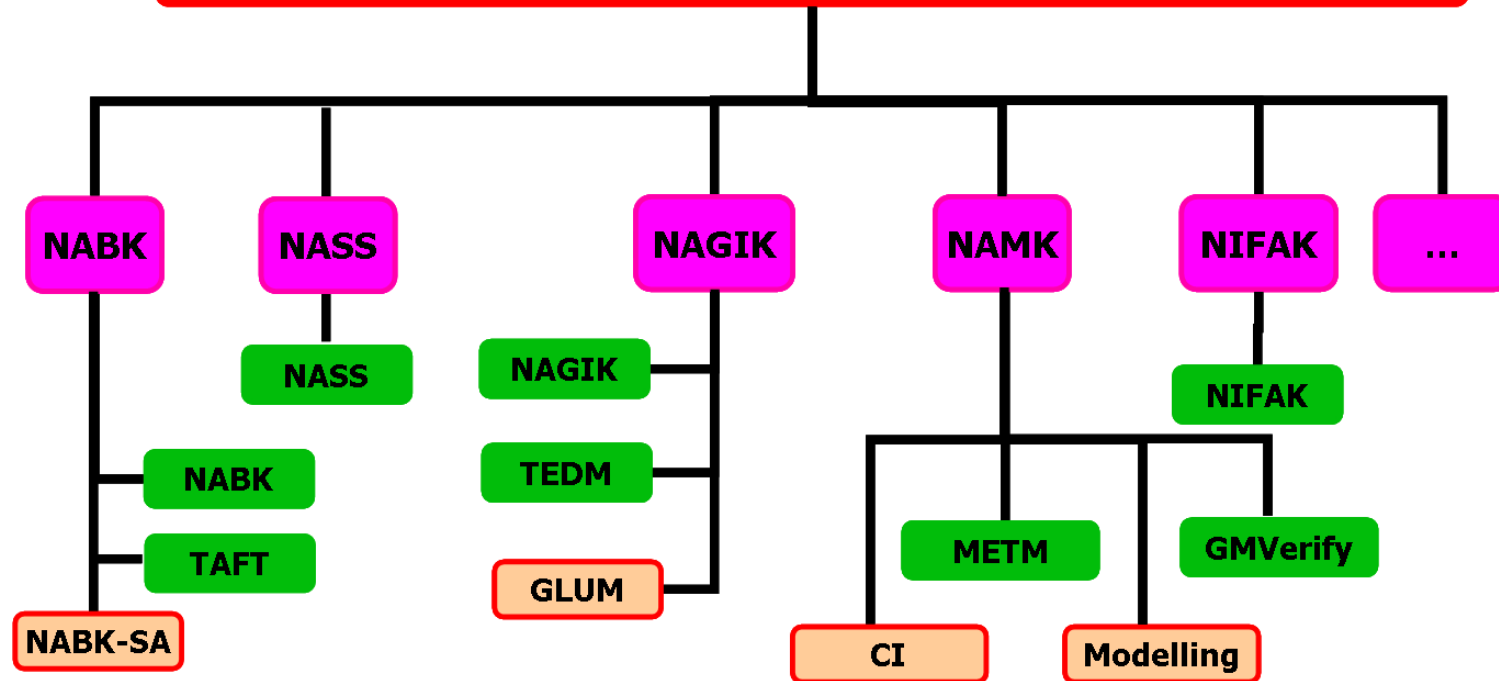 NABK
NASS
NAGIK
NAMK
NIFAK
...
NASS
NAGIK
NIFAK
NABK
TEDM
TAFT
METM
GMVerify
GLUM
NABK-SA
CI
Modelling